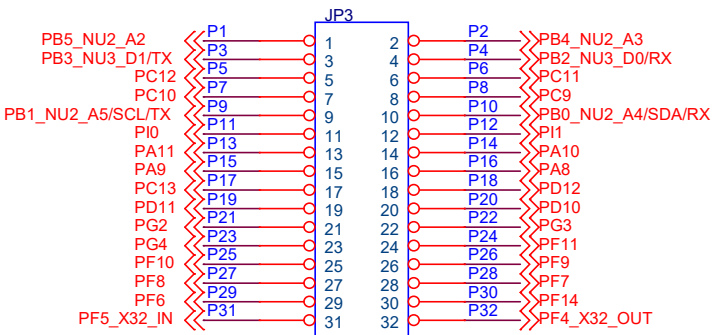 JP3
PB5_NU2_A2 P1 1 2 P2 PB4_NU2_A3
PB3_NU3_D1/TX P3 3 4 P4 PB2_NU3_D0/RX
PC12 P5 5 6 P6 PC11
PC10 P7 7 8 P8 PC9
PB1_NU2_A5/SCL/TX P9 9 10 P10 PB0_NU2_A4/SDA/RX
PI0 P11 11 12 P12 PI1
PA11 P13 13 14 P14 PA10
PA9 P15 15 16 P16 PA8
PC13 P17 17 18 P18 PD12
PD11 P19 19 20 P20 PD10
PG2 P21 21 22 P22 PG3
PG4 P23 23 24 P24 PF11
PF10 P25 25 26 P26 PF9
PF8 P27 27 28 P28 PF7
PF6 P29 29 30 P30 PF14
PF5_X32_IN P31 31 32 P32 PF4_X32_OUT